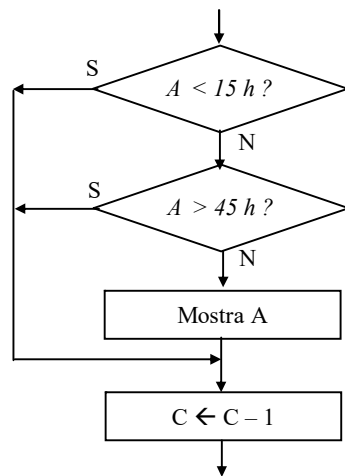 S
A < 15 h ?
N
S
A > 45 h ?
N
Mostra A
C ← C – 1